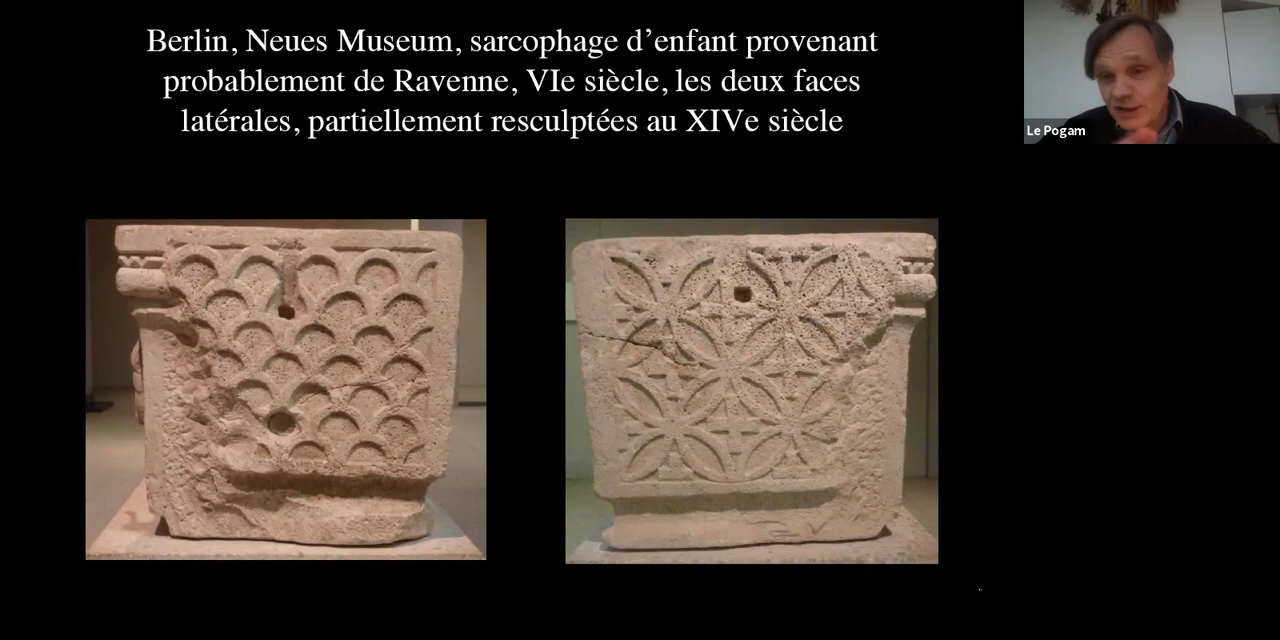 Berlin, Neues Museum, sarcophage d’enfant provenant
probablement de Ravenne, VIe siècle, les deux faces
latérales, partiellement resculptées au XIVe siècle
Le Pogam